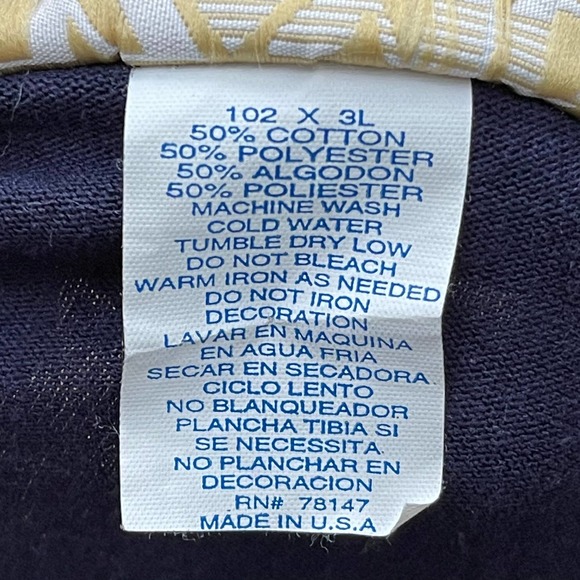 102 X 3L
50% COTTON
50% POLYESTER
50% ALGODON
50% POLIESTER
MACHINE WASH
COLD WATER
TUMBLE DRY LOW
DO NOT BLEACH
WARM IRON AS NEEDED
DO NOT IRON
DECORATION
LAVAR EN MAQUINA
EN AGUA FRIA
SECAR EN SECADORA
CICLO LENTO
NO BLANQUEADOR
PLANCHA TIBIA SI
SE NECESSITA
NO PLANCHAR EN
DECORACION
RN# 78147
MADE IN U.S.A